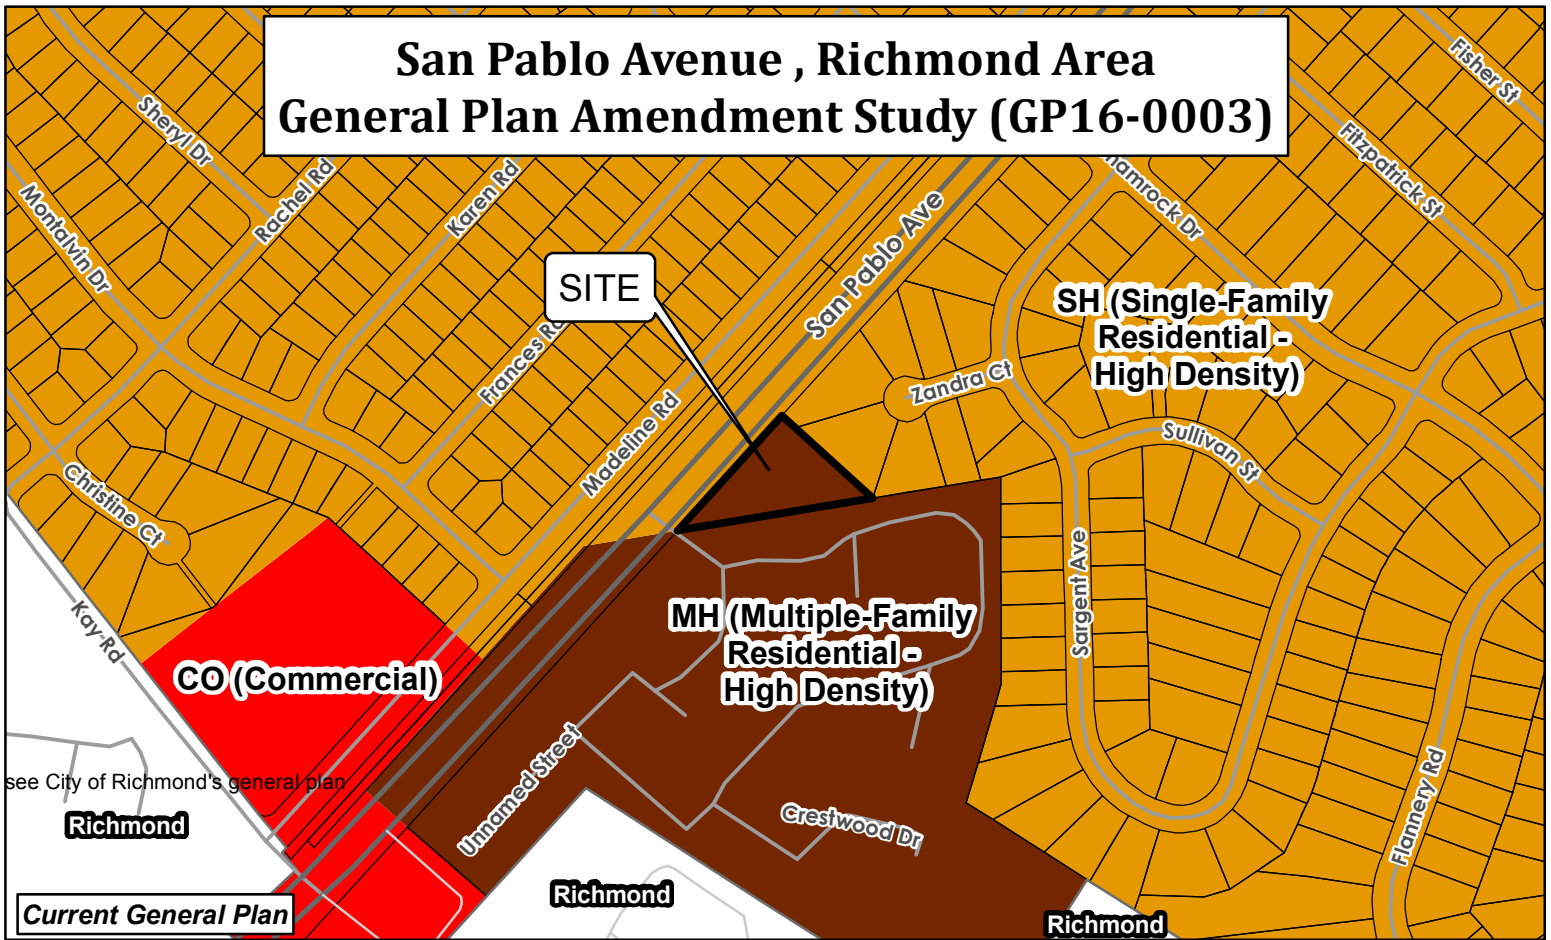 San Pablo Avenue , Richmond Area
General Plan Amendment Study (GP16-0003)
Fisher St
Sheryl Dr
Fitzpatrick St
Rachel Rd
Karen Rd
hamrock Dr
Montalvin Dr
San Pablo Ave
SITE
SH (Single-Family
Residential -
High Density)
Frances Rd
Zandra Ct
Madeline Rd
Sullivan St
Christine Ct
Sargent Ave
Kay Rd
MH (Multiple-Family
Residential -
High Density)
CO (Commercial)
Unnamed Street
see City of Richmond's general plan
Richmond
Crestwood Dr
Flannery Rd
Richmond
Current General Plan
Richmond